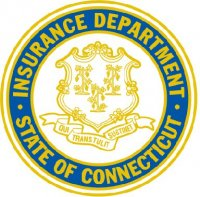 INSURANCE DEPARTMENT
QUI TRANSTULIT SUSTINET
STATE OF CONNECTICUT